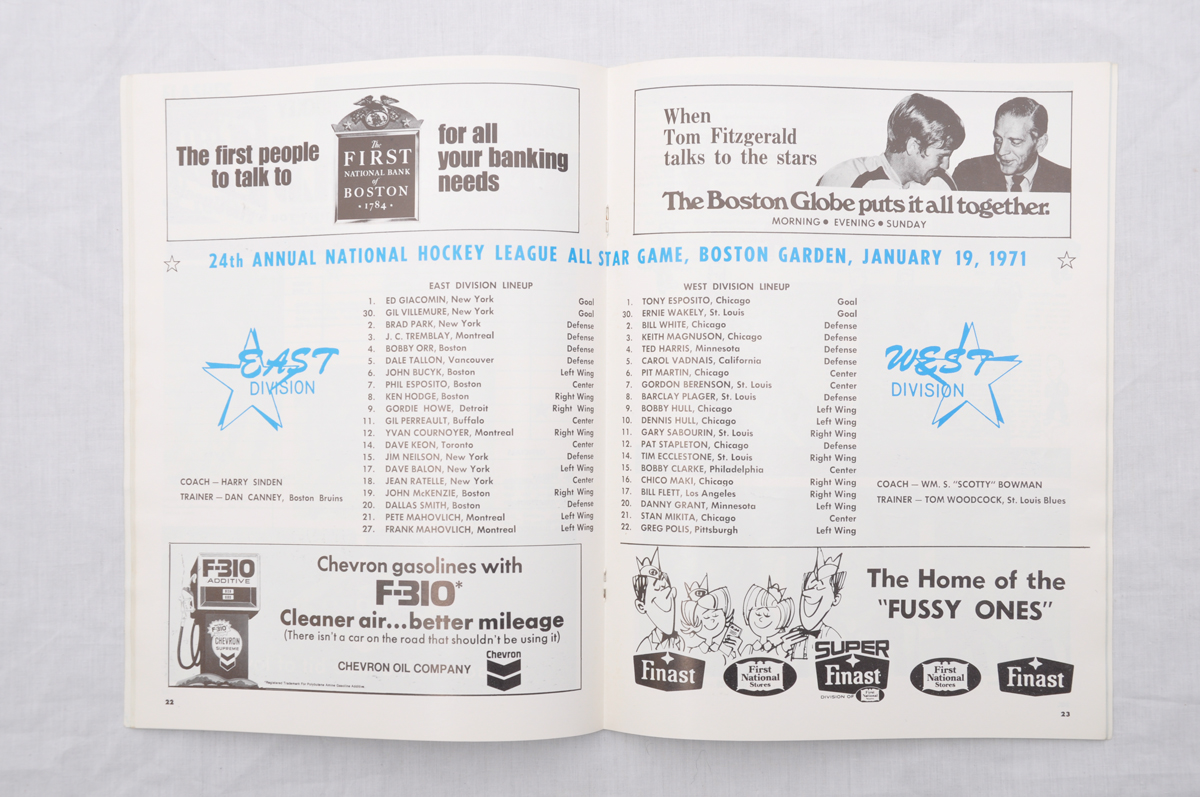 The first people
to talk to
The
FIRST
NATIONAL BANK
of
BOSTON
• 1784 •
for all
your banking
needs
When
Tom Fitzgerald
talks to the stars
The Boston Globe puts it all together.
MORNING • EVENING • SUNDAY
24th ANNUAL NATIONAL HOCKEY LEAGUE ALL STAR GAME, BOSTON GARDEN, JANUARY 19, 1971
EAST
DIVISION
EAST DIVISION LINEUP
1. ED GIACOMIN, New York Goal
30. GIL VILLEMURE, New York Goal
2. BRAD PARK, New York Defense
3. J. C. TREMBLAY, Montreal Defense
4. BOBBY ORR, Boston Defense
5. DALE TALLON, Vancouver Defense
6. JOHN BUCYK, Boston Left Wing
7. PHIL ESPOSITO, Boston Center
8. KEN HODGE, Boston Right Wing
9. GORDIE HOWE, Detroit Right Wing
11. GIL PERREAULT, Buffalo Center
12. YVAN COURNOYER, Montreal Right Wing
14. DAVE KEON, Toronto Center
15. JIM NEILSON, New York Defense
17. DAVE BALON, New York Left Wing
18. JEAN RATELLE, New York Center
19. JOHN McKENZIE, Boston Right Wing
20. DALLAS SMITH, Boston Defense
21. PETE MAHOVLICH, Montreal Left Wing
27. FRANK MAHOVLICH, Montreal Left Wing
COACH — HARRY SINDEN
TRAINER — DAN CANNEY, Boston Bruins
WEST DIVISION LINEUP
1. TONY ESPOSITO, Chicago Goal
30. ERNIE WAKELY, St. Louis Goal
2. BILL WHITE, Chicago Defense
3. KEITH MAGNUSON, Chicago Defense
4. TED HARRIS, Minnesota Defense
5. CAROL VADNAIS, California Defense
6. PIT MARTIN, Chicago Center
7. GORDON BERENSON, St. Louis Center
8. BARCLAY PLAGER, St. Louis Defense
9. BOBBY HULL, Chicago Left Wing
10. DENNIS HULL, Chicago Left Wing
11. GARY SABOURIN, St. Louis Right Wing
12. PAT STAPLETON, Chicago Defense
14. TIM ECCLESTONE, St. Louis Right Wing
15. BOBBY CLARKE, Philadelphia Center
16. CHICO MAKI, Chicago Right Wing
17. BILL FLETT, Los Angeles Right Wing
20. DANNY GRANT, Minnesota Left Wing
21. STAN MIKITA, Chicago Center
22. GREG POLIS, Pittsburgh Left Wing
WEST
DIVISION
COACH — WM. S. "SCOTTY" BOWMAN
TRAINER — TOM WOODCOCK, St. Louis Blues
F-310
ADDITIVE
F-310
CHEVRON
SUPREME
Chevron gasolines with
F-310*
Cleaner air...better mileage
(There isn't a car on the road that shouldn't be using it)
CHEVRON OIL COMPANY
Chevron
The Home of the
"FUSSY ONES"
Finast
First
National
Stores
SUPER
Finast
DIVISION OF
First
National
Stores
First
National
Stores
Finast
22
23